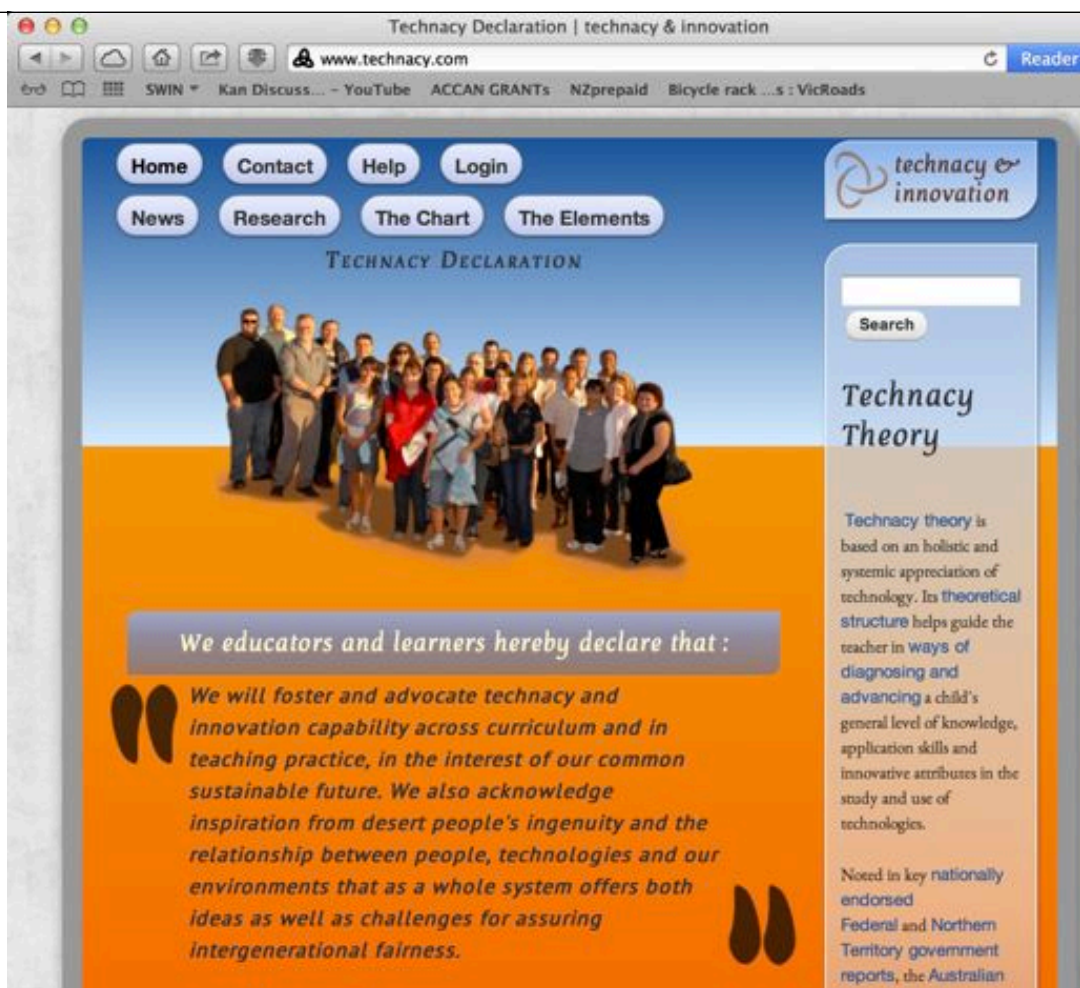 Technacy Declaration | technacy & innovation
www.technacy.com
Reader
SWIN
Kan Discuss... - YouTube
ACCAN GRANTs
NZprepaid
Bicycle rack ...s : VicRoads
Home
Contact
Help
Login
News
Research
The Chart
The Elements
technacy &
innovation
TECHNACY DECLARATION
Search
Technacy
Theory
We educators and learners hereby declare that :
“
We will foster and advocate technacy and
innovation capability across curriculum and in
teaching practice, in the interest of our common
sustainable future. We also acknowledge
inspiration from desert people's ingenuity and the
relationship between people, technologies and our
environments that as a whole system offers both
ideas as well as challenges for assuring
intergenerational fairness.
”
Technacy theory is
based on an holistic and
systemic appreciation of
technology. Its theoretical
structure helps guide the
teacher in ways of
diagnosing and
advancing a child's
general level of knowledge,
application skills and
innovative attributes in the
study and use of
technologies.
Noted in key nationally
endorsed
Federal and Northern
Territory government
reports, the Australian